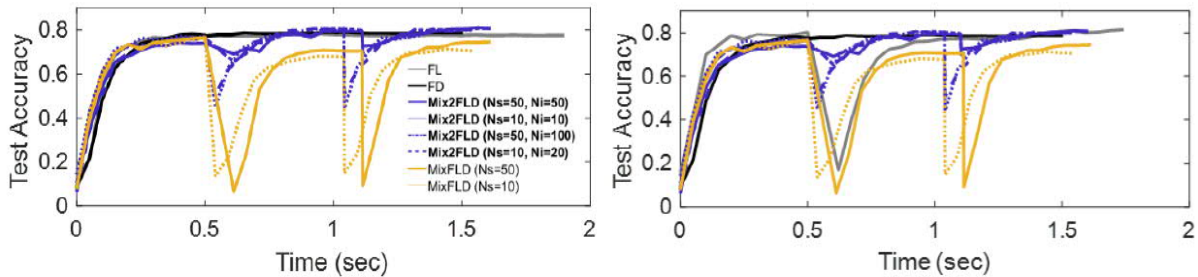 Test Accuracy
0.8
0.6
0.4
0.2
0
0 0.5 1 1.5 2
Time (sec)
FL
FD
Mix2FLD (Ns=50, Ni=50)
Mix2FLD (Ns=10, Ni=10)
Mix2FLD (Ns=50, Ni=100)
Mix2FLD (Ns=10, Ni=20)
MixFLD (Ns=50)
MixFLD (Ns=10)
Test Accuracy
0.8
0.6
0.4
0.2
0
0 0.5 1 1.5 2
Time (sec)